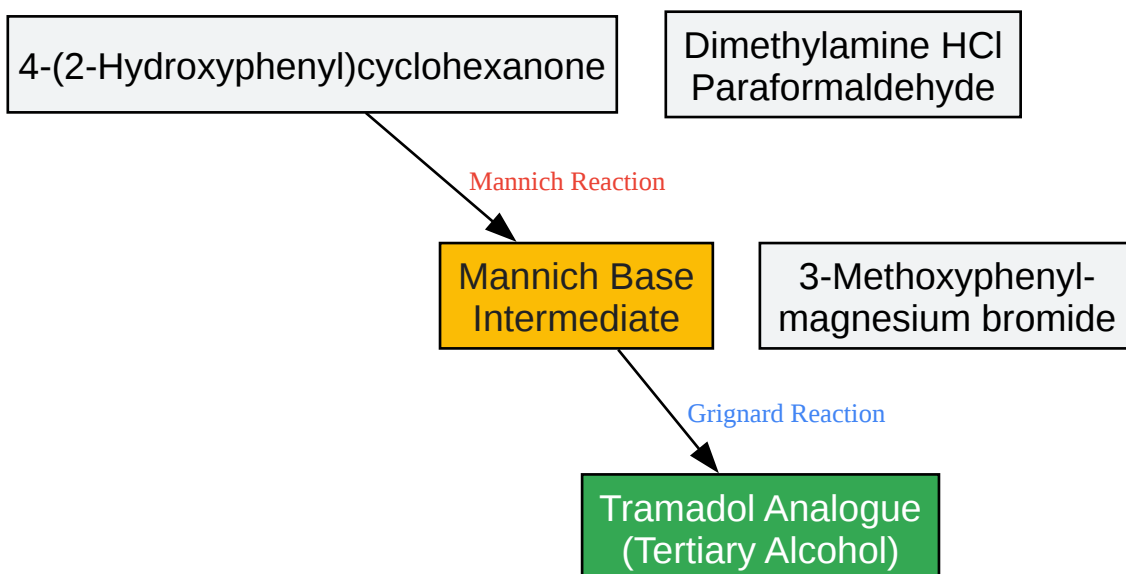 4-(2-Hydroxyphenyl)cyclohexanone
Dimethylamine HCl
Paraformaldehyde
Mannich Reaction
Mannich Base
Intermediate
3-Methoxyphenyl-
magnesium bromide
Grignard Reaction
Tramadol Analogue
(Tertiary Alcohol)